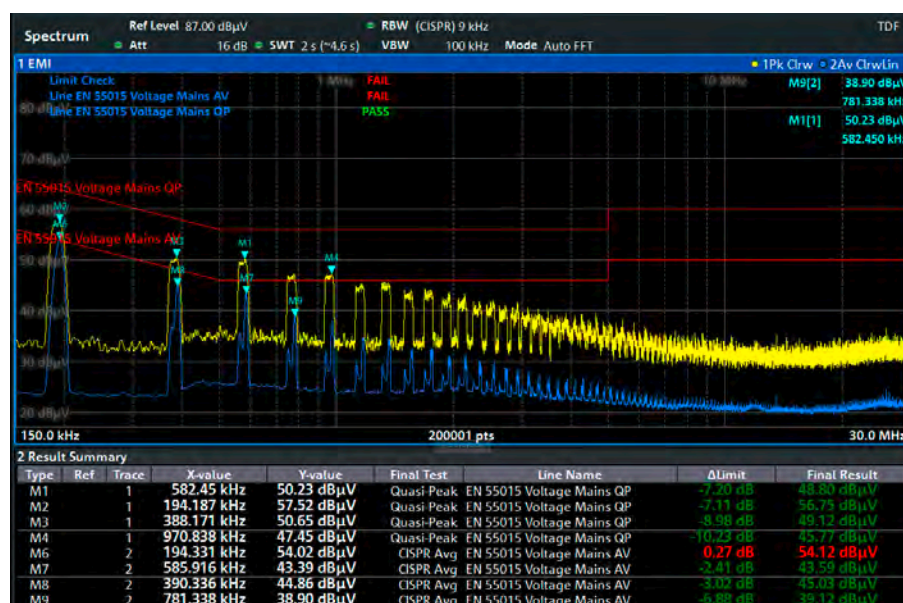 Spectrum Ref Level 87.00 dBµV RBW (CISPR) 9 kHz TDF
Att 16 dB SWT 2 s (~4.6 s) VBW 100 kHz Mode Auto FFT
1 EMI 1Pk Clrw 2Av ClrwLin
Limit Check 1 MHz FAIL 10 MHz M9[2] 38.90 dBµV
Line EN 55015 Voltage Mains AV FAIL 781.338 kHz
80 dBµV Line EN 55015 Voltage Mains QP PASS M1[1] 50.23 dBµV
582.450 kHz
70 dBµV
EN 55015 Voltage Mains QP
60 dBµV M2
M6
EN 55015 Voltage Mains AV M3 M1
50 dBµV M4
M8 M7
M9
40 dBµV
30 dBµV
20 dBµV
150.0 kHz 200001 pts 30.0 MHz
2 Result Summary
Type Ref Trace X-value Y-value Final Test Line Name ΔLimit Final Result
M1 1 582.45 kHz 50.23 dBµV Quasi-Peak EN 55015 Voltage Mains QP -7.20 dB 48.80 dBµV
M2 1 194.187 kHz 57.52 dBµV Quasi-Peak EN 55015 Voltage Mains QP -7.11 dB 56.75 dBµV
M3 1 388.171 kHz 50.65 dBµV Quasi-Peak EN 55015 Voltage Mains QP -8.98 dB 49.12 dBµV
M4 1 970.838 kHz 47.45 dBµV Quasi-Peak EN 55015 Voltage Mains QP -10.23 dB 45.77 dBµV
M6 2 194.331 kHz 54.02 dBµV CISPR Avg EN 55015 Voltage Mains AV 0.27 dB 54.12 dBµV
M7 2 585.916 kHz 43.39 dBµV CISPR Avg EN 55015 Voltage Mains AV -2.41 dB 43.59 dBµV
M8 2 390.336 kHz 44.86 dBµV CISPR Avg EN 55015 Voltage Mains AV -3.02 dB 45.03 dBµV
M9 2 781.338 kHz 38.90 dBµV CISPR Avg EN 55015 Voltage Mains AV -6.88 dB 39.12 dBµV